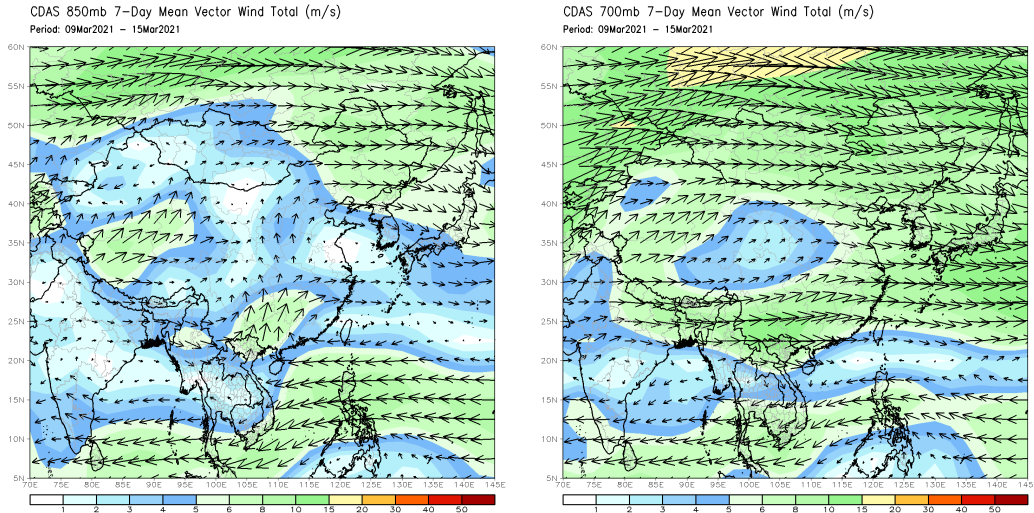 CDAS 850mb 7-Day Mean Vector Wind Total (m/s)
Period: 09Mar2021 - 15Mar2021
60N
55N
50N
45N
40N
35N
30N
25N
20N
15N
10N
5N
70E 75E 80E 85E 90E 95E 100E 105E 110E 115E 120E 125E 130E 135E 140E 145E
1 2 3 4 5 6 8 10 15 20 30 40 50
CDAS 700mb 7-Day Mean Vector Wind Total (m/s)
Period: 09Mar2021 - 15Mar2021
60N
55N
50N
45N
40N
35N
30N
25N
20N
15N
10N
5N
70E 75E 80E 85E 90E 95E 100E 105E 110E 115E 120E 125E 130E 135E 140E 145
1 2 3 4 5 6 8 10 15 20 30 40 50